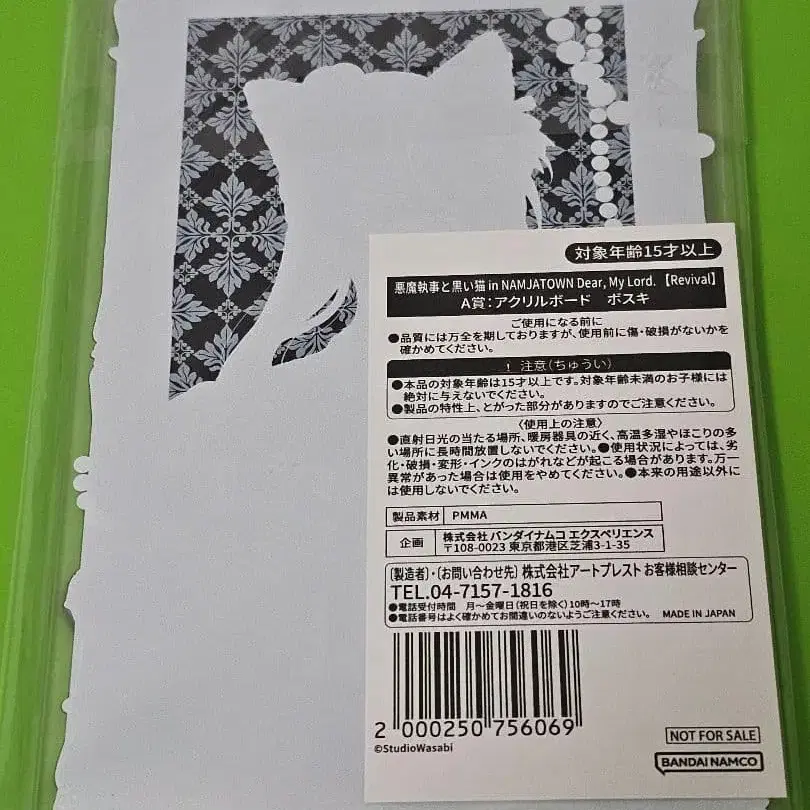 対象年齢15才以上
悪魔執事と黒い猫 in NAMJATOWN Dear, My Lord.【Revival】
A賞：アクリルボード　ボスキ
ご使用になる前に
●品質には万全を期しておりますが、使用前に傷・破損がないかを
確かめてください。
！ 注意(ちゅうい)
●本品の対象年齢は15才以上です。対象年齢未満のお子様には
絶対に与えないでください。
●製品の特性上、とがった部分がありますのでご注意ください。
〈使用上の注意〉
●直射日光の当たる場所、暖房器具の近く、高温多湿やほこりの多
い場所に長時間放置しないでください。●使用状況によっては、劣
化・破損・変形・インクのはがれなどが起こる場合があります。万一
異常があった場合は使用をやめてください。●本来の用途以外に
は使用しないでください。
製品素材 PMMA
企画 株式会社 バンダイナムコ エクスペリエンス
〒108-0023 東京都港区芝浦3-1-35
〔製造者〕・〔お問い合わせ先〕株式会社アートプレスト お客様相談センター
TEL.04-7157-1816
●電話受付時間　月～金曜日(祝日を除く)10時～17時
●電話番号はよく確かめてお間違いのないようご注意ください。 MADE IN JAPAN
2 000250 756069
©StudioWasabi
NOT FOR SALE
BANDAI NAMCO